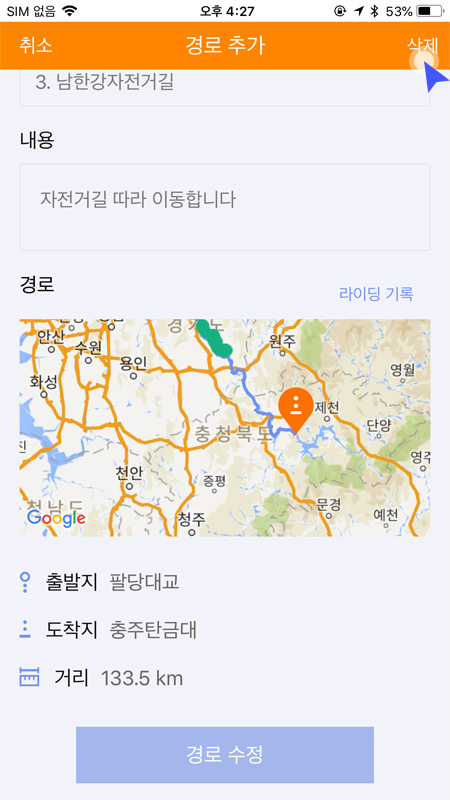 SIM 없음 오후 4:27 53%
취소 경로 추가 삭제
3. 남한강자전거길
내용
자전거길 따라 이동합니다
경로
라이딩 기록
경기도
안산
수원
용인
원주
화성
영월
제천
충청북도
단양
영주
천안
증평
문경
예천
청주
청남도
Google
출발지 팔당대교
도착지 충주탄금대
거리 133.5 km
경로 수정